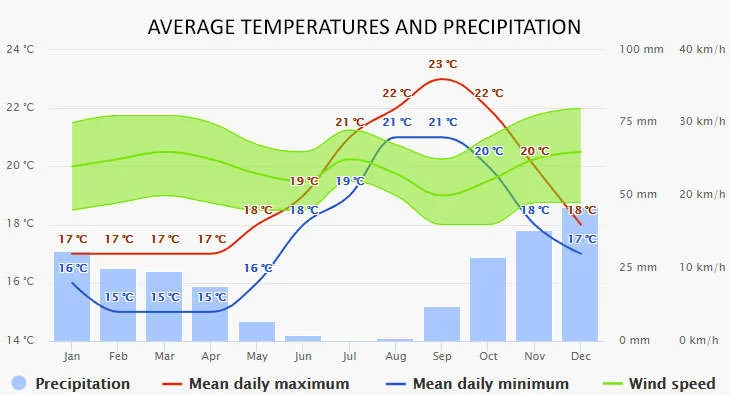 AVERAGE TEMPERATURES AND PRECIPITATION
24 °C 100 mm 40 km/h
23 °C
22 °C 22 °C
22 °C 75 mm 30 km/h
21 °C 21 °C 21 °C
20 °C 20 °C 20 °C 50 mm 20 km/h
19 °C 19 °C
18 °C 18 °C 18 °C 18 °C
18 °C
17 °C 17 °C 17 °C 17 °C 17 °C
16 °C 16 °C 25 mm 10 km/h
16 °C
15 °C 15 °C 15 °C
14 °C 0 mm 0 km/h
Jan Feb Mar Apr May Jun Jul Aug Sep Oct Nov Dec
Precipitation Mean daily maximum Mean daily minimum Wind speed